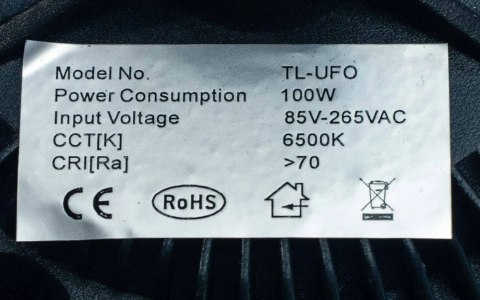 Model No. TL-UFO
Power Consumption 100W
Input Voltage 85V-265VAC
CCT[K] 6500K
CRI[Ra] >70
CE RoHS